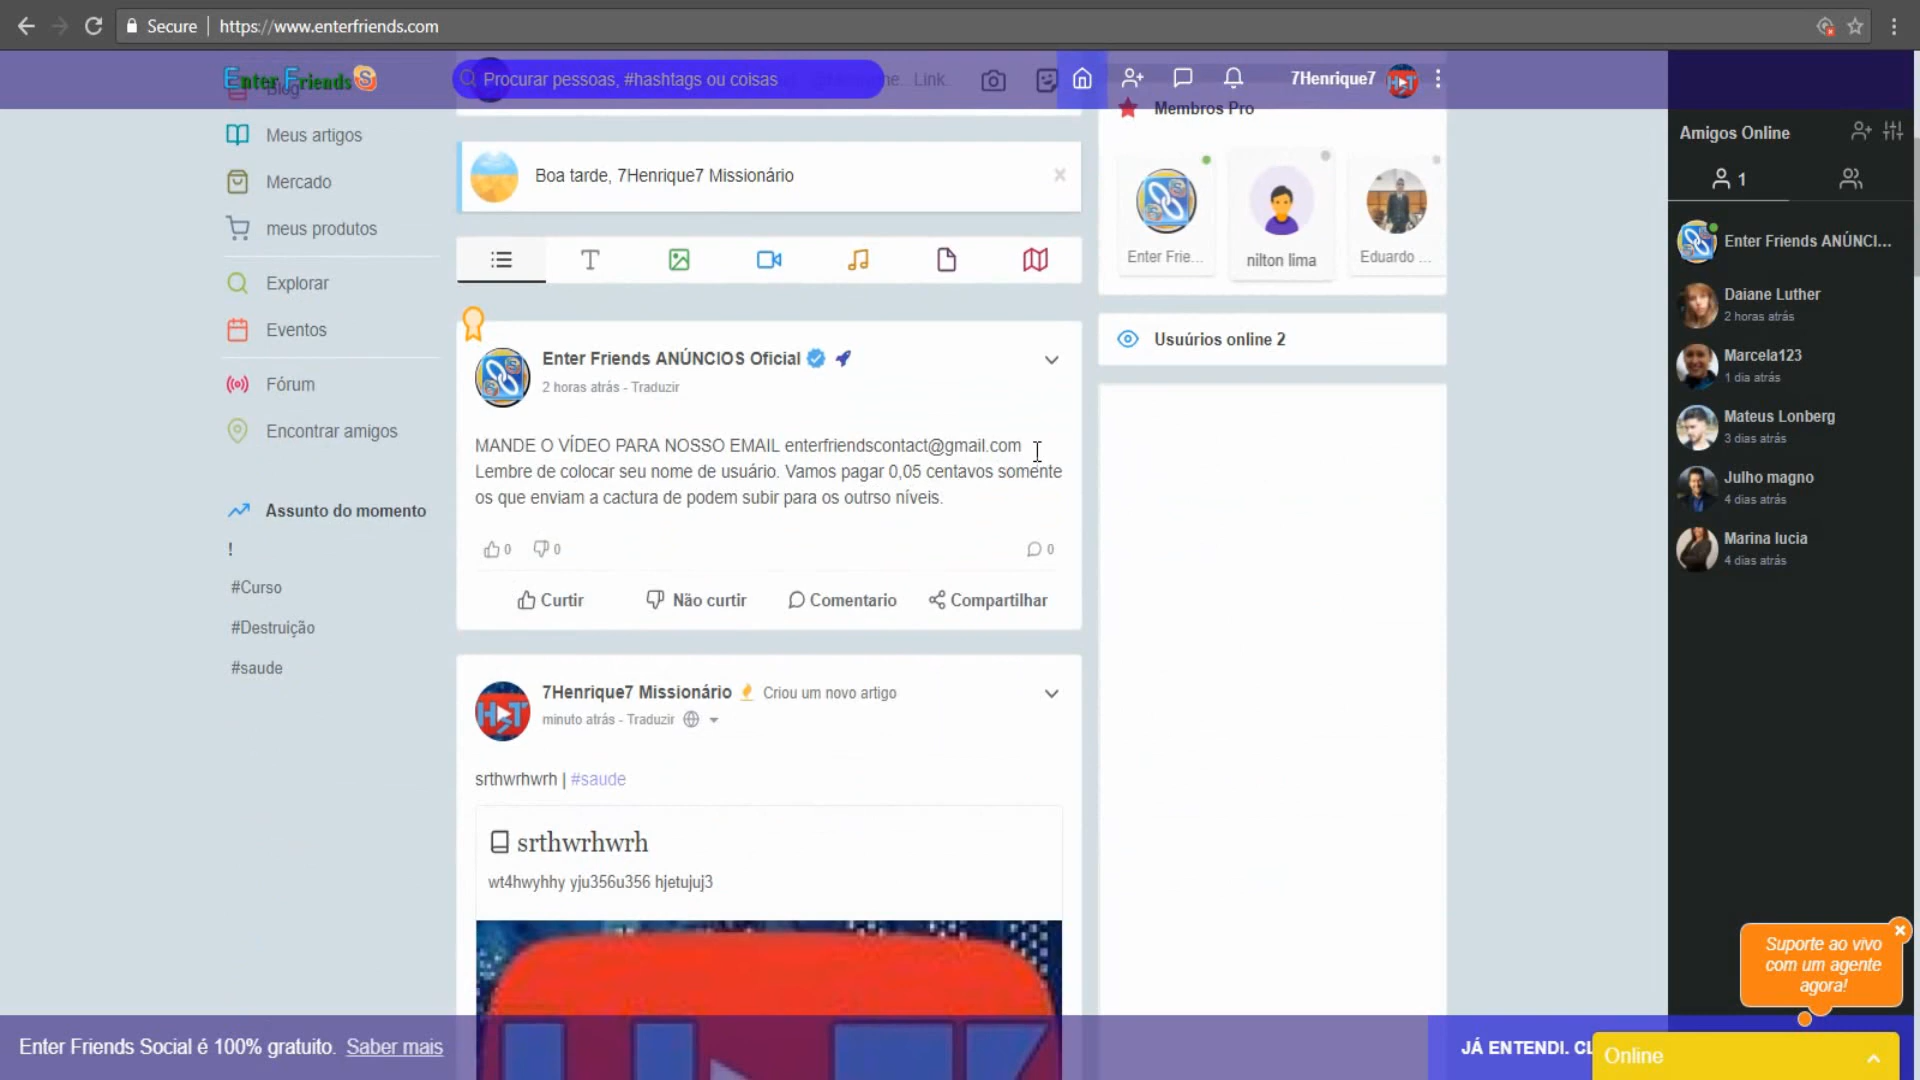 Secure
https://www.enterfriends.com
Enter Friends S
Procurar pessoas, #hashtags ou coisas
Link.
7Henrique7
Blog
Meus artigos
Mercado
meus produtos
Explorar
Eventos
Fórum
Encontrar amigos
Assunto do momento
!
#Curso
#Destruição
#saude
Boa tarde, 7Henrique7 Missionário
Enter Friends ANÚNCIOS Oficial
2 horas atrás - Traduzir
MANDE O VÍDEO PARA NOSSO EMAIL enterfriendscontact@gmail.com
Lembre de colocar seu nome de usuário. Vamos pagar 0,05 centavos somente
os que enviam a cactura de podem subir para os outrso níveis.
0 0 0
Curtir Não curtir Comentario Compartilhar
7Henrique7 Missionário Criou um novo artigo
minuto atrás - Traduzir
srthwrhwrh | #saude
srthwrhwrh
wt4hwyhhy yju356u356 hjetujuj3
Membros Pro
Enter Frie... nilton lima Eduardo ...
Usuúrios online 2
Amigos Online
1
Enter Friends ANÚNCI...
Daiane Luther
2 horas atrás
Marcela123
1 dia atrás
Mateus Lonberg
3 dias atrás
Julho magno
4 dias atrás
Marina lucia
4 dias atrás
Suporte ao vivo
com um agente
agora!
Enter Friends Social é 100% gratuito. Saber mais
JÁ ENTENDI. CL
Online